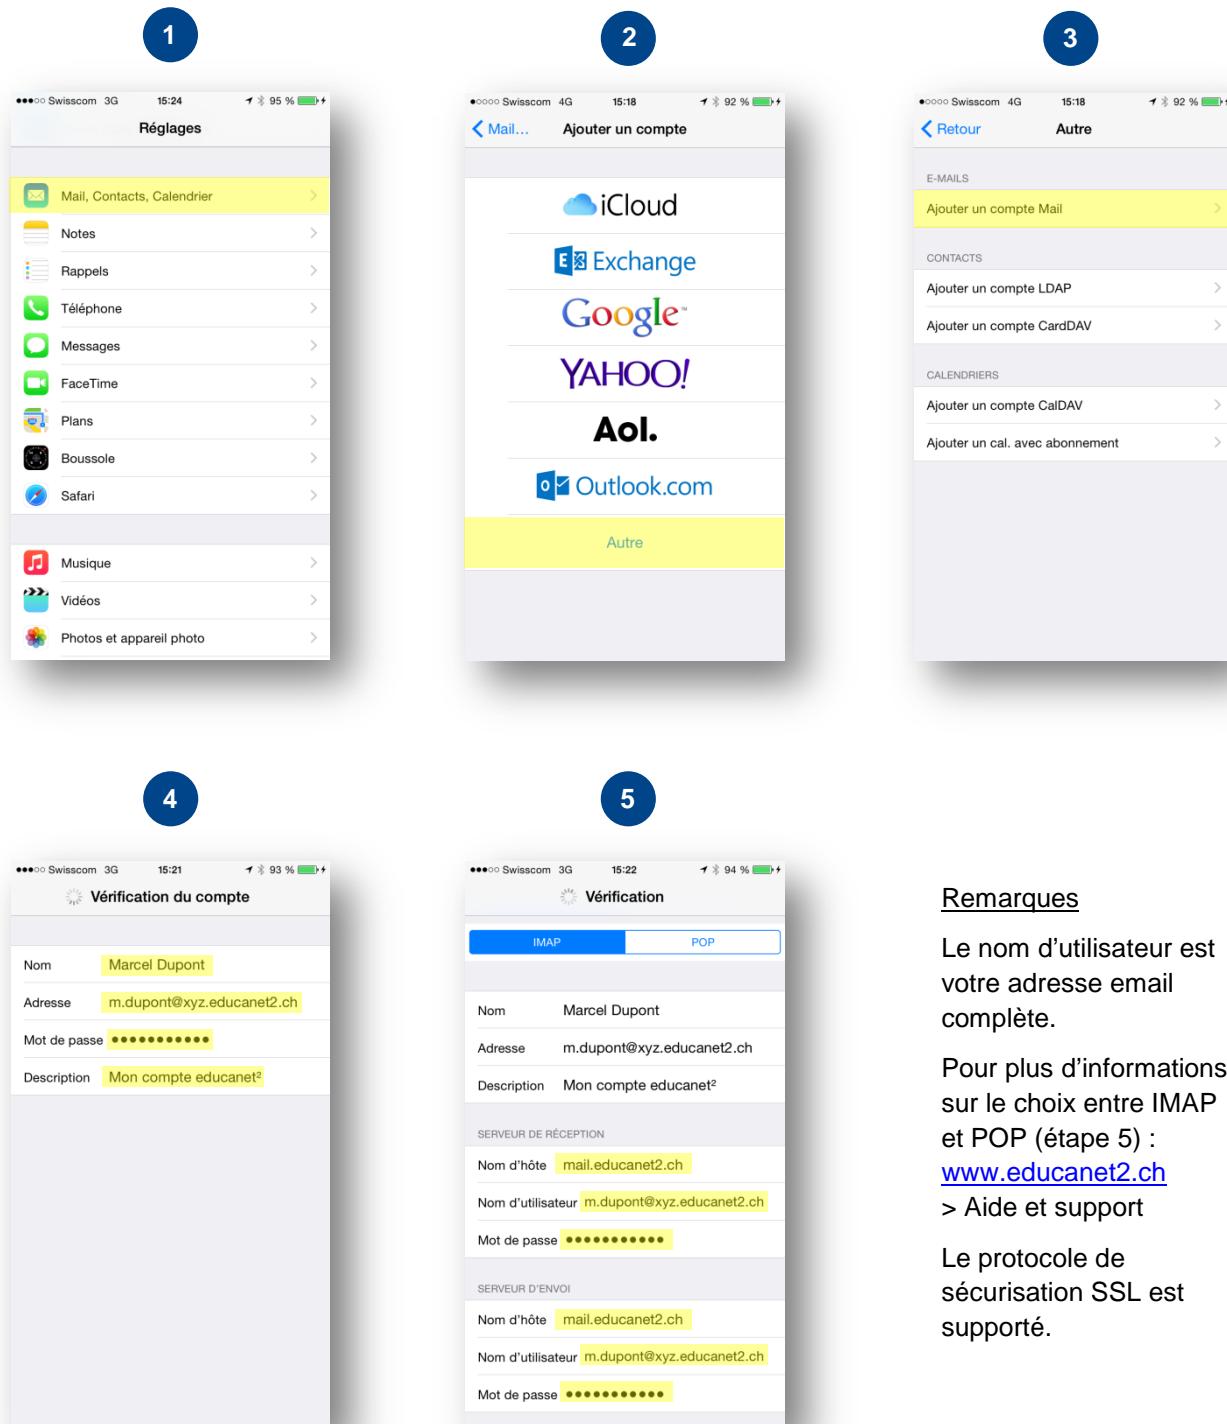 1
●●●○○ Swisscom 3G 15:24 95 %
Réglages
Mail, Contacts, Calendrier
Notes
Rappels
Téléphone
Messages
FaceTime
Plans
Boussole
Safari
Musique
Vidéos
Photos et appareil photo
2
●○○○○ Swisscom 4G 15:18 92 %
Mail... Ajouter un compte
iCloud
Exchange
Google™
YAHOO!
Aol.
Outlook.com
Autre
3
●○○○○ Swisscom 4G 15:18 92 %
Retour Autre
E-MAILS
Ajouter un compte Mail
CONTACTS
Ajouter un compte LDAP
Ajouter un compte CardDAV
CALENDRIERS
Ajouter un compte CalDAV
Ajouter un cal. avec abonnement
4
●●●○○ Swisscom 3G 15:21 93 %
Vérification du compte
Nom Marcel Dupont
Adresse m.dupont@xyz.educanet2.ch
Mot de passe ●●●●●●●●●●●
Description Mon compte educanet²
5
●●●○○ Swisscom 3G 15:22 94 %
Vérification
IMAP POP
Nom Marcel Dupont
Adresse m.dupont@xyz.educanet2.ch
Description Mon compte educanet²
SERVEUR DE RÉCEPTION
Nom d'hôte mail.educanet2.ch
Nom d'utilisateur m.dupont@xyz.educanet2.ch
Mot de passe ●●●●●●●●●●●
SERVEUR D'ENVOI
Nom d'hôte mail.educanet2.ch
Nom d'utilisateur m.dupont@xyz.educanet2.ch
Mot de passe ●●●●●●●●●●●
Remarques
Le nom d'utilisateur est
votre adresse email
complète.
Pour plus d'informations
sur le choix entre IMAP
et POP (étape 5) :
www.educanet2.ch
> Aide et support
Le protocole de
sécurisation SSL est
supporté.